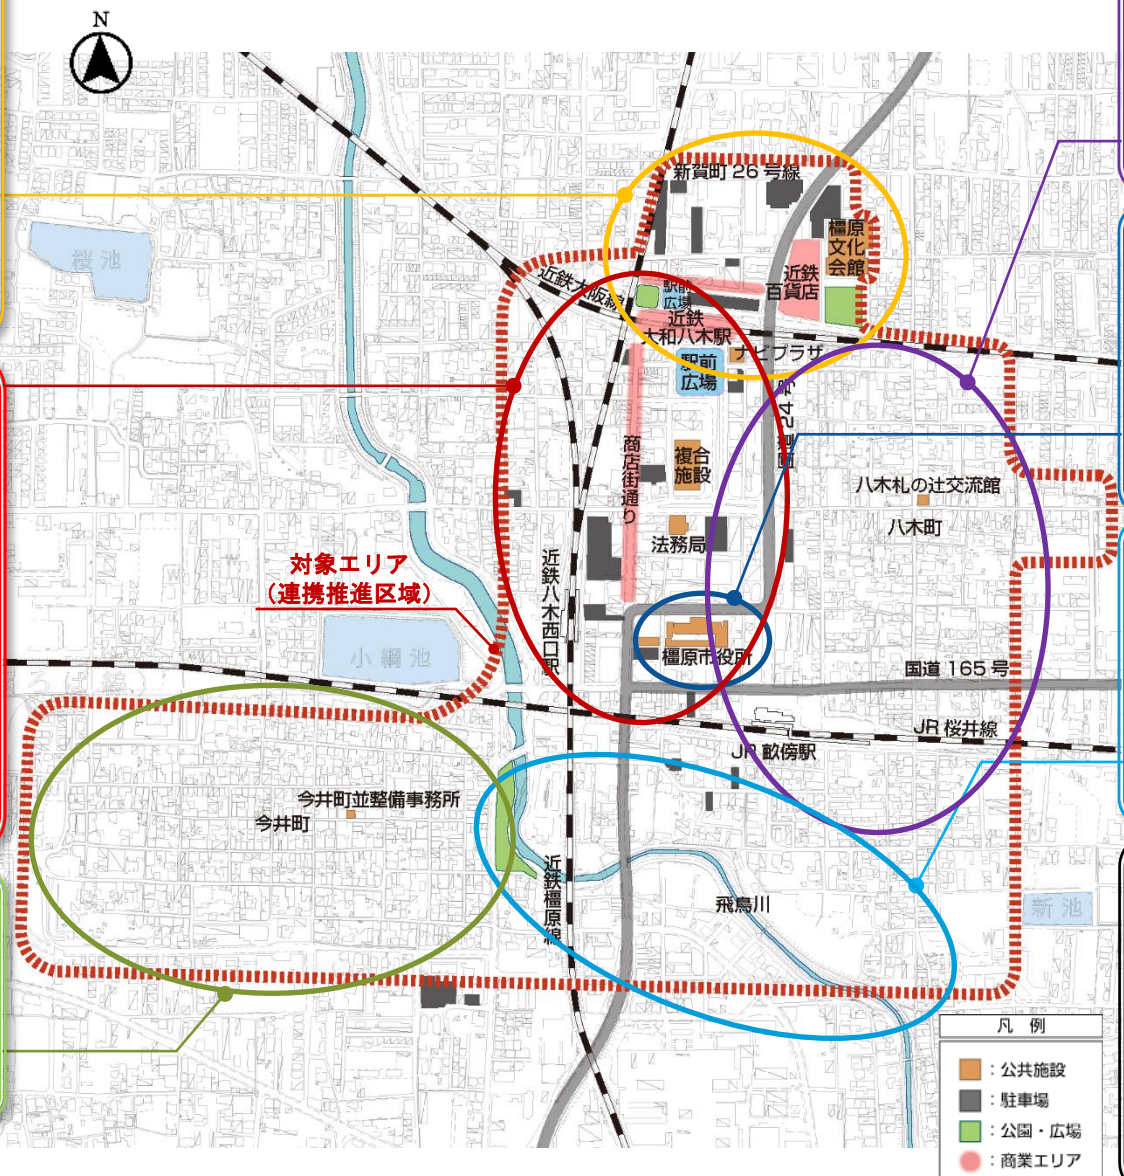 N
新賀町26号線
橿原
文化
会館
桜池
近鉄
百貨店
近鉄大阪線
駅前
広場
近鉄
大和八木駅
ナビプラザ
駅前
広場
国道24号
商店街通り
複合
施設
八木札の辻交流館
八木町
法務局
対象エリア
（連携推進区域）
近鉄八木西口駅
小綱池
橿原市役所
国道165号
JR桜井線
JR畝傍駅
今井町並整備事務所
今井町
近鉄橿原線
飛鳥川
新池
凡 例
：公共施設
：駐車場
：公園・広場
：商業エリア